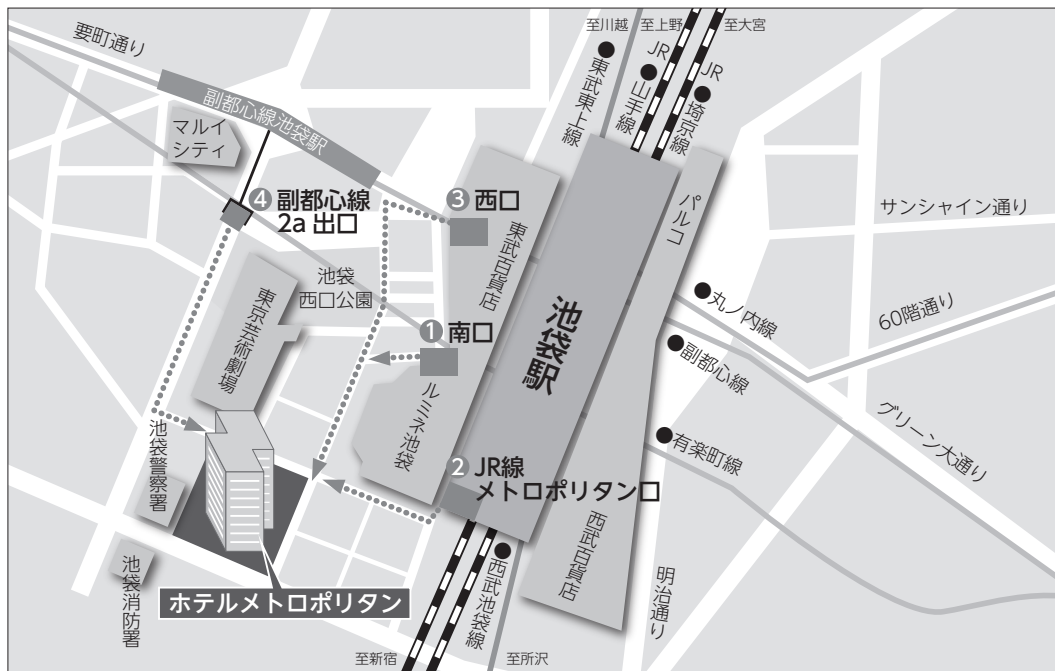 至川越
至上野
至大宮
要町通り
JR
JR
東武東上線
山手線
埼京線
副都心線池袋駅
マルイ
シティ
パルコ
❹ 副都心線
2a 出口
❸ 西口
東武百貨店
サンシャイン通り
池袋
西口公園
東京芸術劇場
池袋駅
丸ノ内線
60階通り
❶ 南口
副都心線
ルミネ池袋
グリーン大通り
有楽町線
池袋警察署
❷ JR線
メトロポリタン口
西武百貨店
西武池袋線
明治通り
池袋消防署
ホテルメトロポリタン
至新宿
至所沢